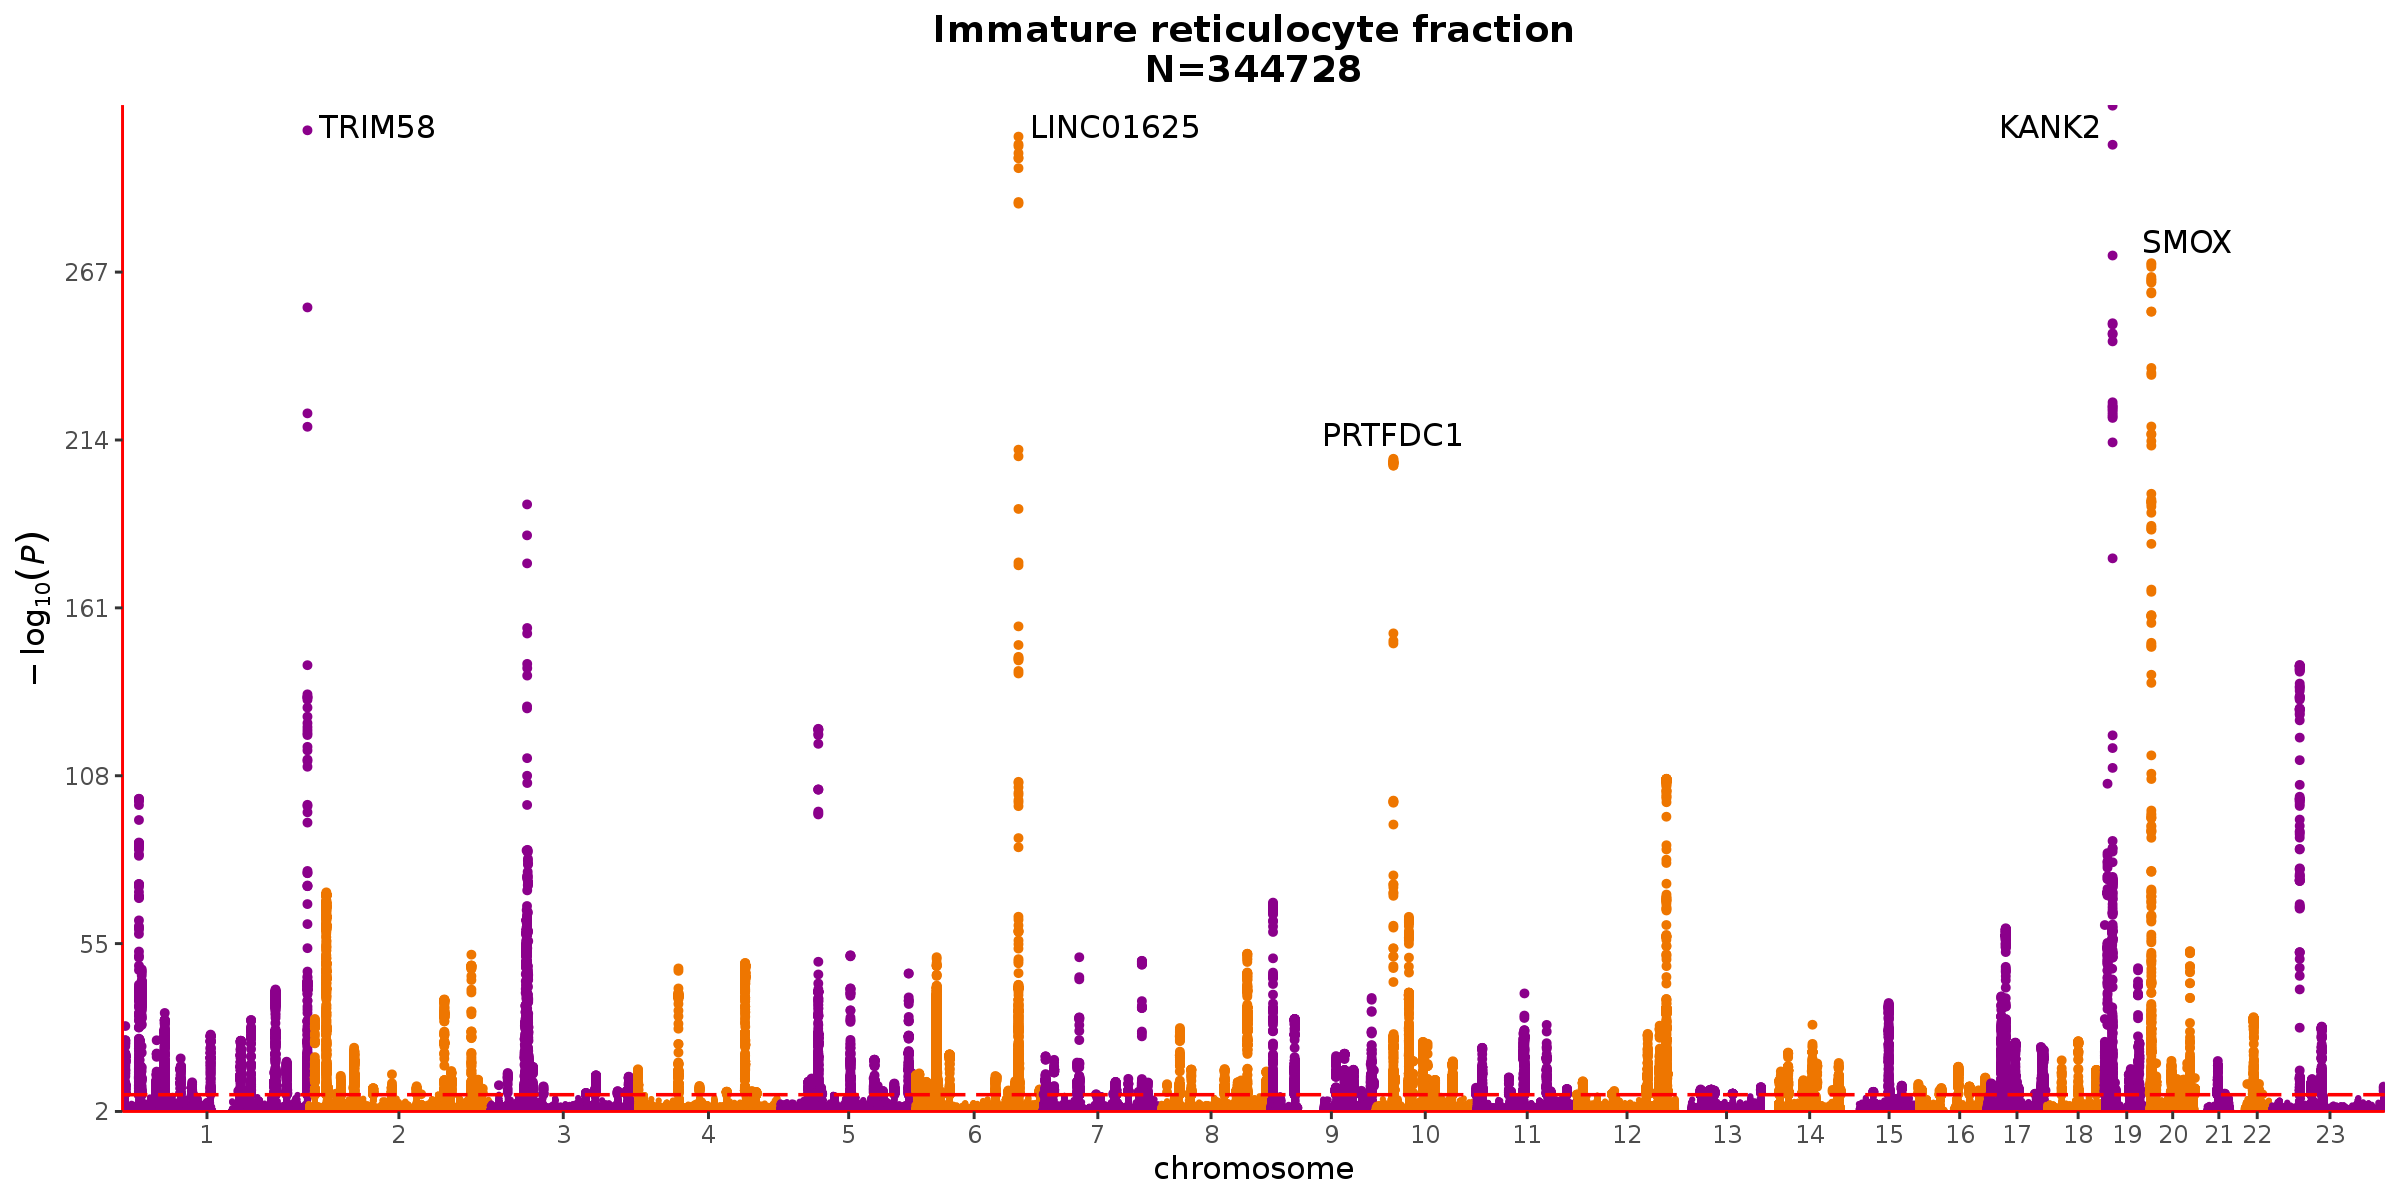 Immature reticulocyte fraction
N=344728
TRIM58
LINC01625
KANK2
SMOX
PRTFDC1
267
214
161
108
55
2
−log10(P)
1 2 3 4 5 6 7 8 9 10 11 12 13 14 15 16 17 18 19 20 21 22 23
chromosome